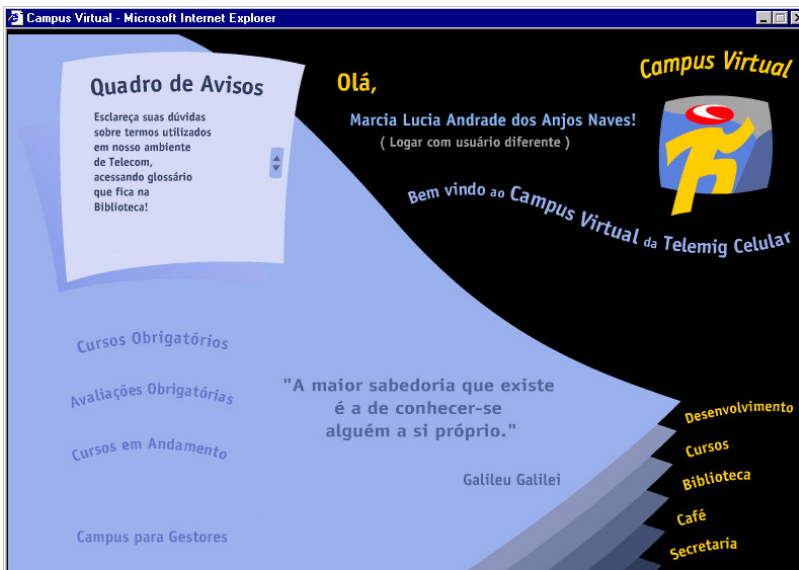 Campus Virtual - Microsoft Internet Explorer
Quadro de Avisos
Esclareça suas dúvidas
sobre termos utilizados
em nosso ambiente
de Telecom,
acessando glossário
que fica na
Biblioteca!
Olá,
Marcia Lucia Andrade dos Anjos Naves!
( Logar com usuário diferente )
Campus Virtual
Bem vindo ao Campus Virtual da Telemig Celular
Cursos Obrigatórios
Avaliações Obrigatórias
Cursos em Andamento
Campus para Gestores
"A maior sabedoria que existe
é a de conhecer-se
alguém a si próprio."
Galileu Galilei
Desenvolvimento
Cursos
Biblioteca
Café
Secretaria